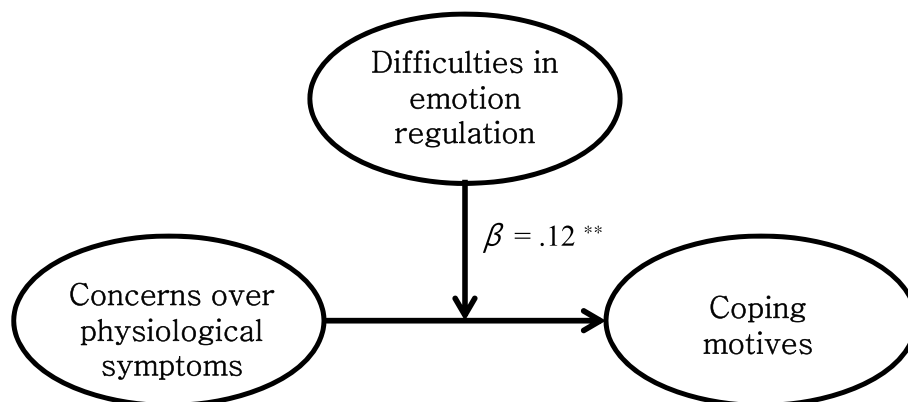 Difficulties in
emotion
regulation
β = .12 **
Concerns over
physiological
symptoms
Coping
motives